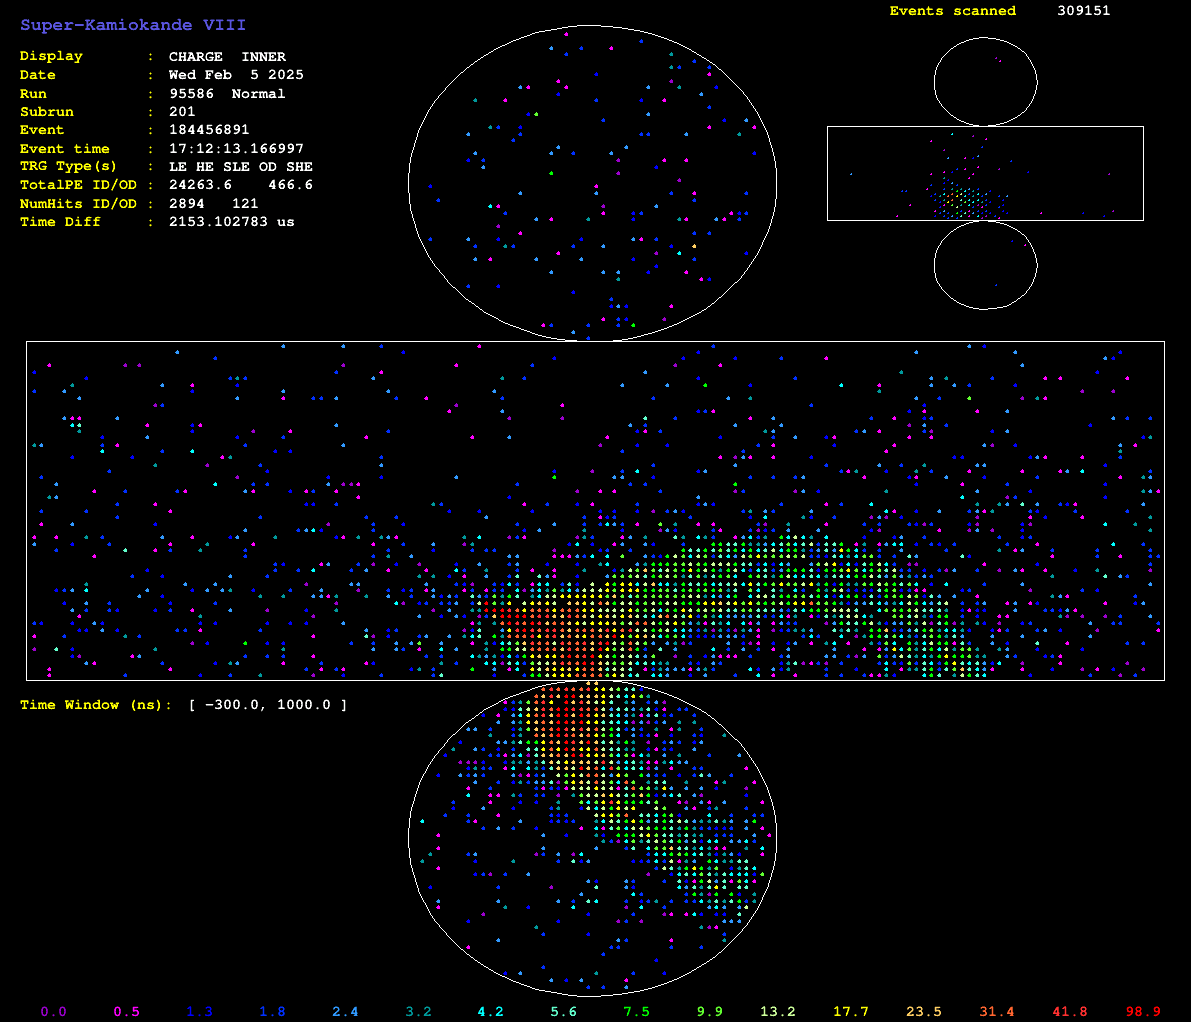 Super-Kamiokande VIII
Events scanned 309151
Display : CHARGE INNER
Date : Wed Feb 5 2025
Run : 95586 Normal
Subrun : 201
Event : 184456891
Event time : 17:12:13.166997
TRG Type(s) : LE HE SLE OD SHE
TotalPE ID/OD : 24263.6 466.6
NumHits ID/OD : 2894 121
Time Diff : 2153.102783 us
Time Window (ns): [ -300.0, 1000.0 ]
0.0 0.5 1.3 1.8 2.4 3.2 4.2 5.6 7.5 9.9 13.2 17.7 23.5 31.4 41.8 98.9